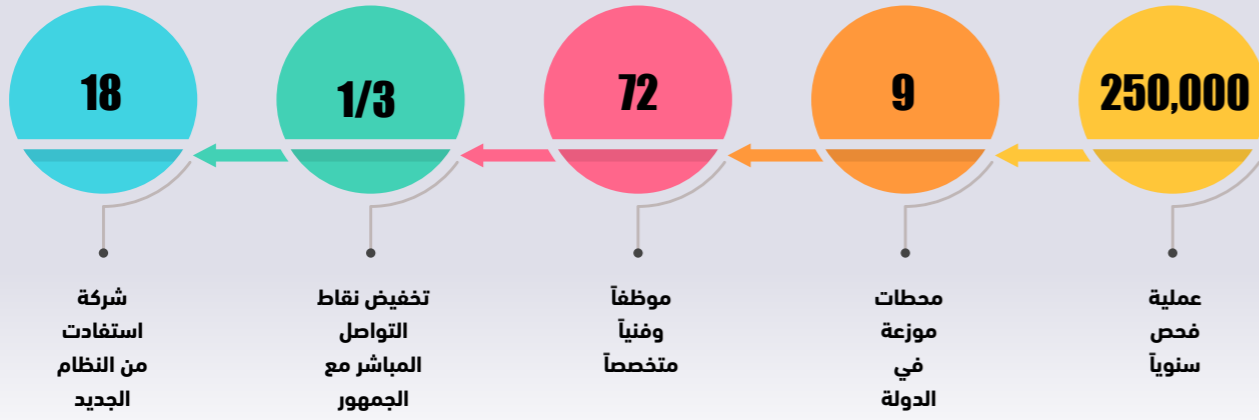 250,000
عملية
فحص
سنوياً
9
محطات
موزعة
في
الدولة
72
موظفاً
وفنياً
متخصصاً
1/3
تخفيض نقاط
التواصل
المباشر مع
الجمهور
18
شركة
استفادت
من النظام
الجديد